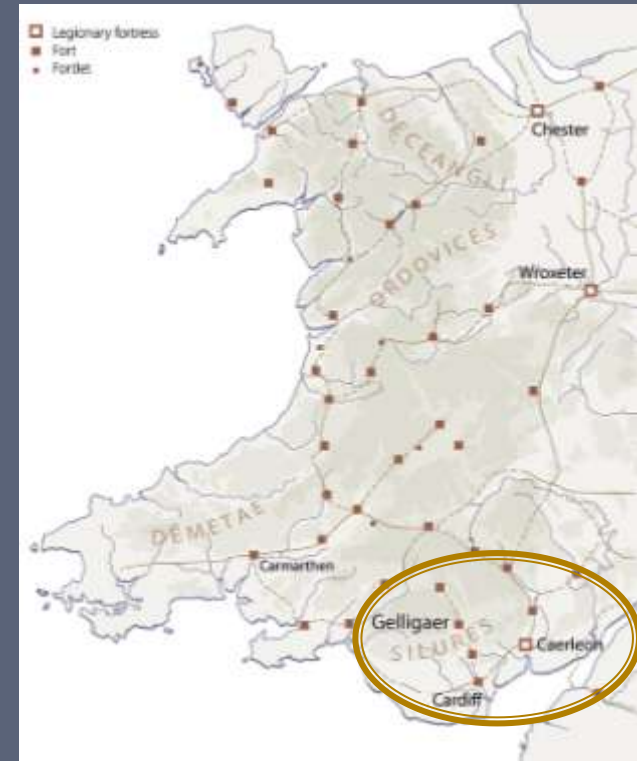 Legionary fortress
Fort
Fortlet
DECEANGLI
Chester
ORDOVICES
Wroxeter
DEMETAE
Carmarthen
Gelligaer
SILURES
Caerleon
Cardiff